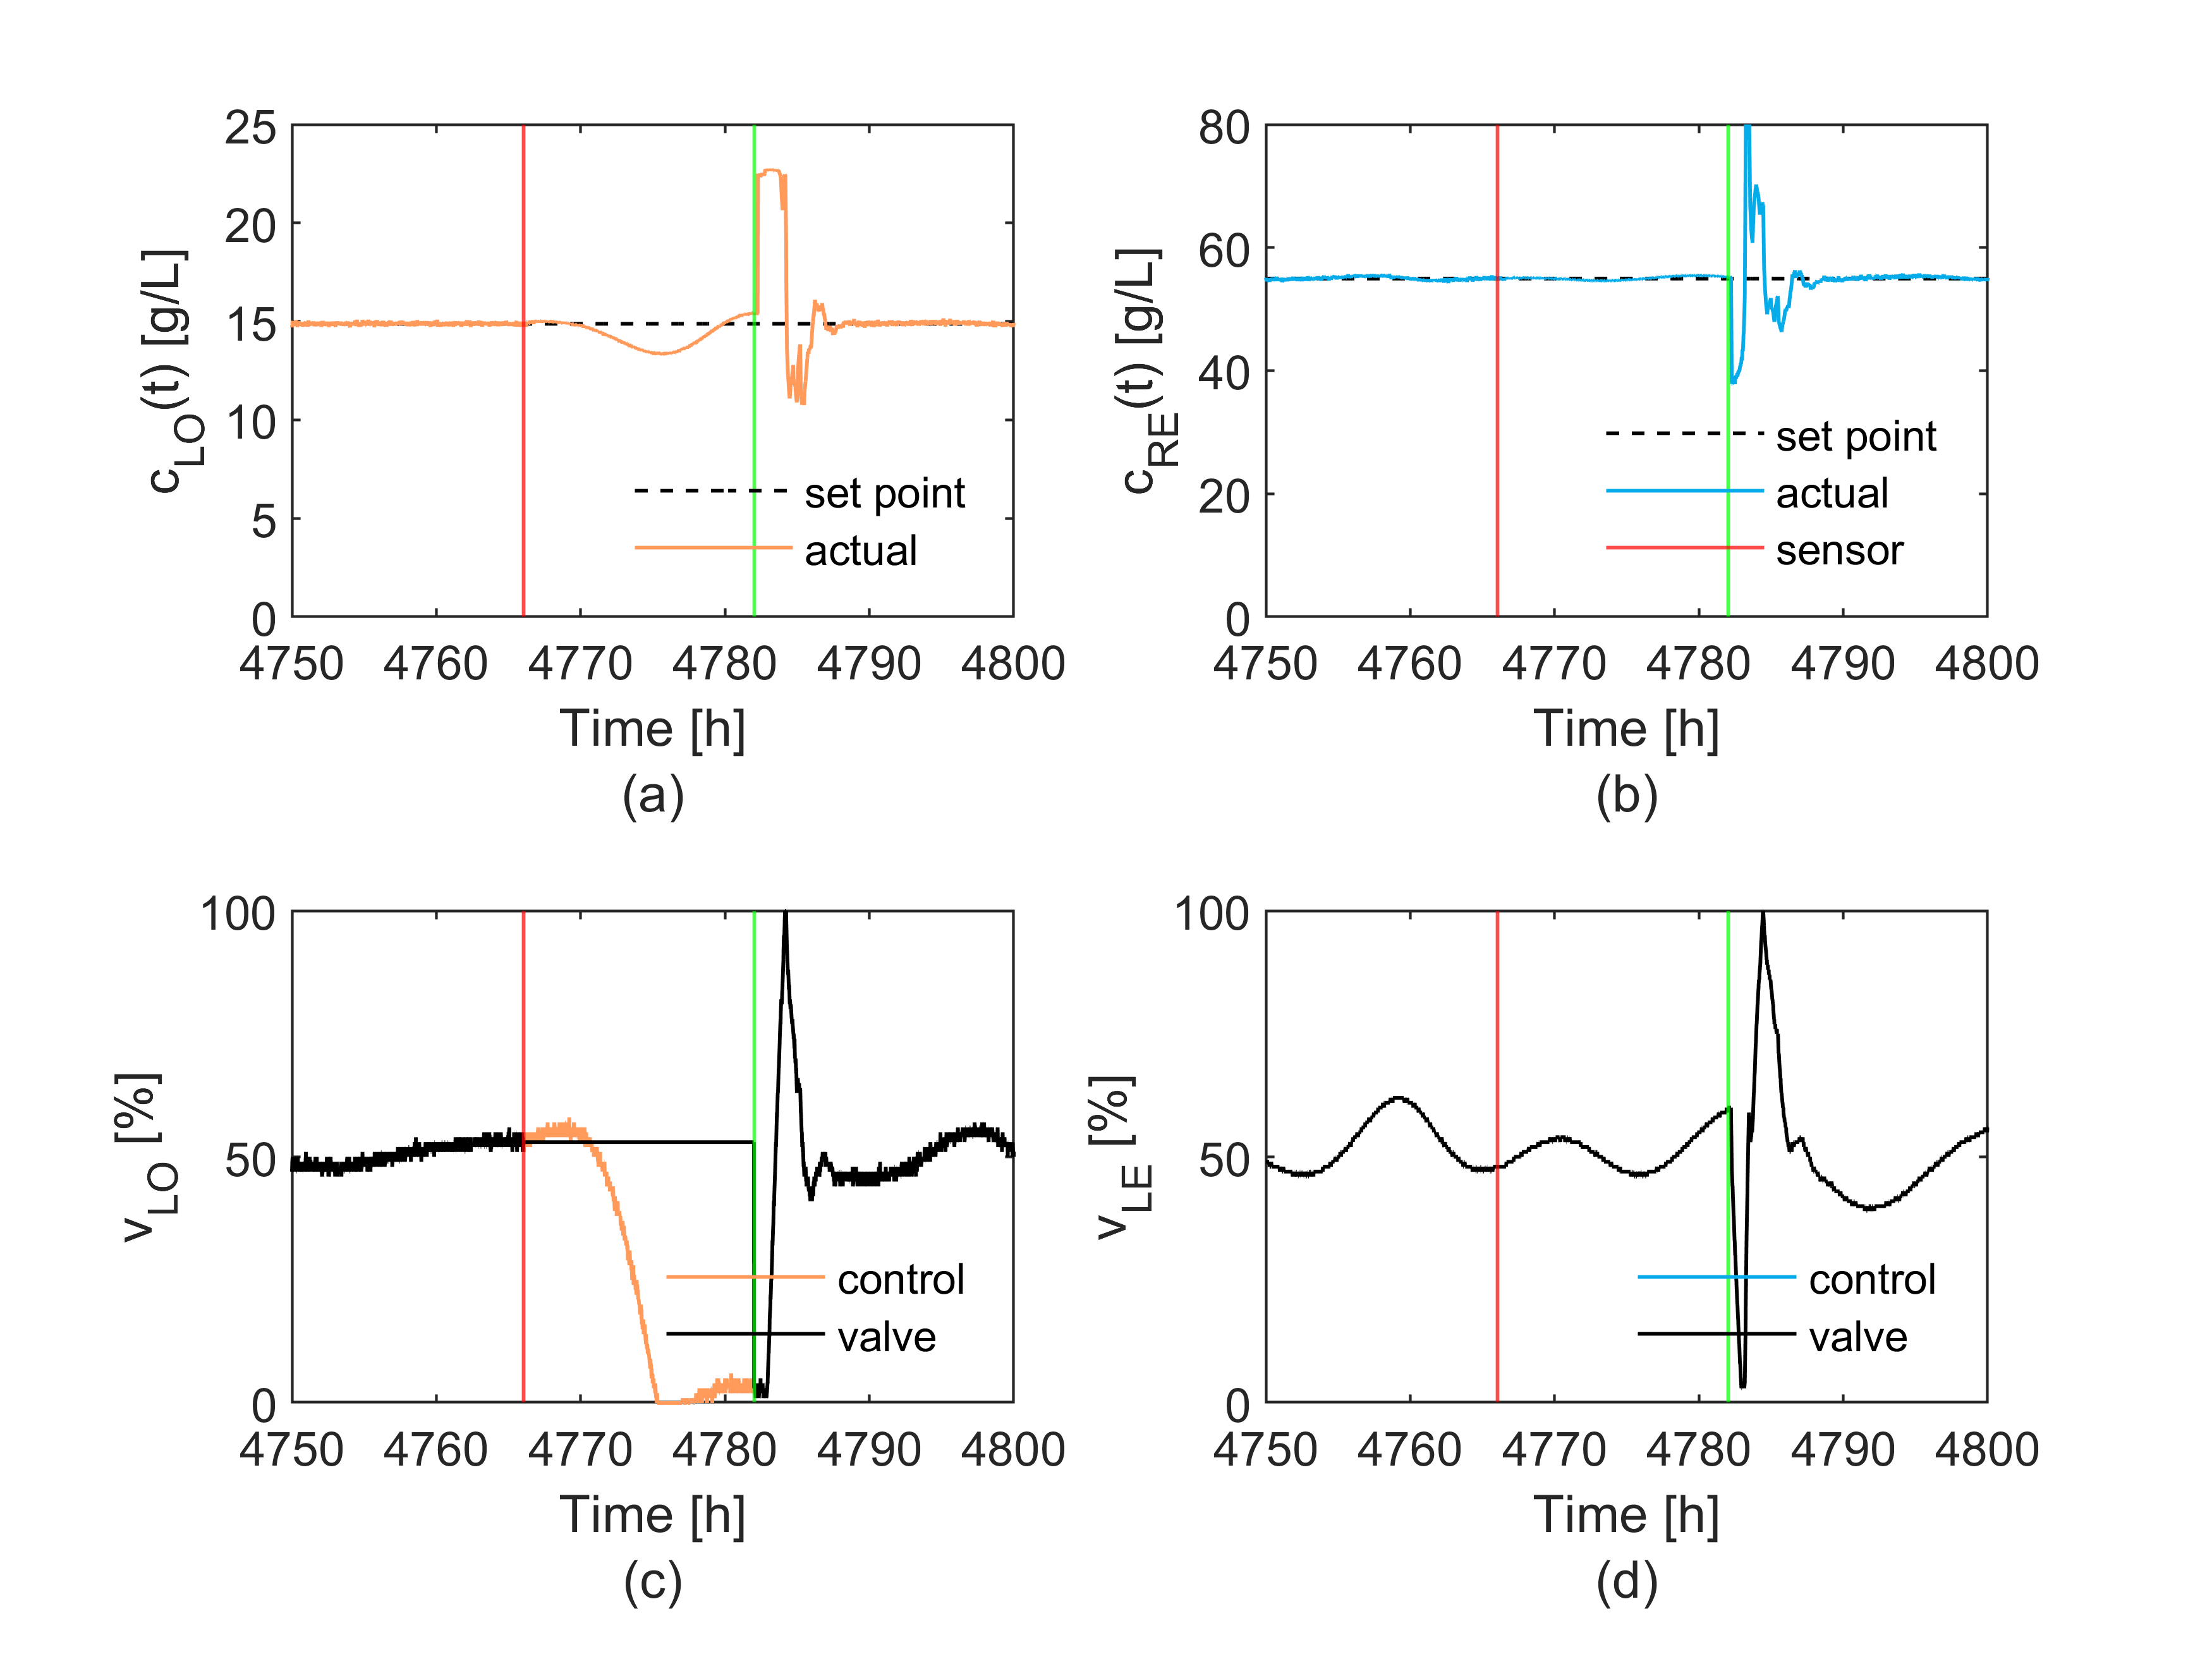 25
20
15
10
5
0
c_LO(t) [g/L]
set point
actual
4750 4760 4770 4780 4790 4800
Time [h]
(a)
80
60
40
20
0
c_RE(t) [g/L]
set point
actual
sensor
4750 4760 4770 4780 4790 4800
Time [h]
(b)
100
50
0
v_LO [%]
control
valve
4750 4760 4770 4780 4790 4800
Time [h]
(c)
100
50
0
v_LE [%]
control
valve
4750 4760 4770 4780 4790 4800
Time [h]
(d)